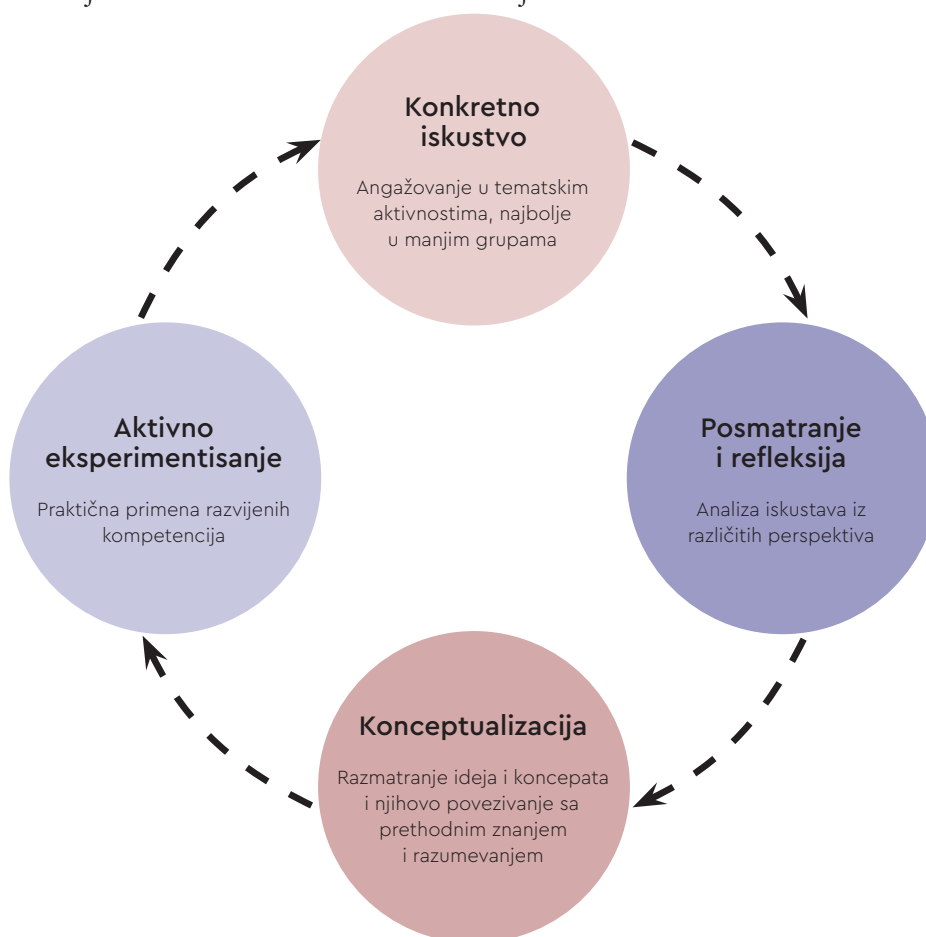 Konkretno
iskustvo
Angažovanje u tematskim
aktivnostima, najbolje
u manjim grupama
Posmatranje
i refleksija
Analiza iskustava iz
različitih perspektiva
Konceptualizacija
Razmatranje ideja i koncepata
i njihovo povezivanje sa
prethodnim znanjem
i razumevanjem
Aktivno
eksperimentisanje
Praktična primena razvijenih
kompetencija